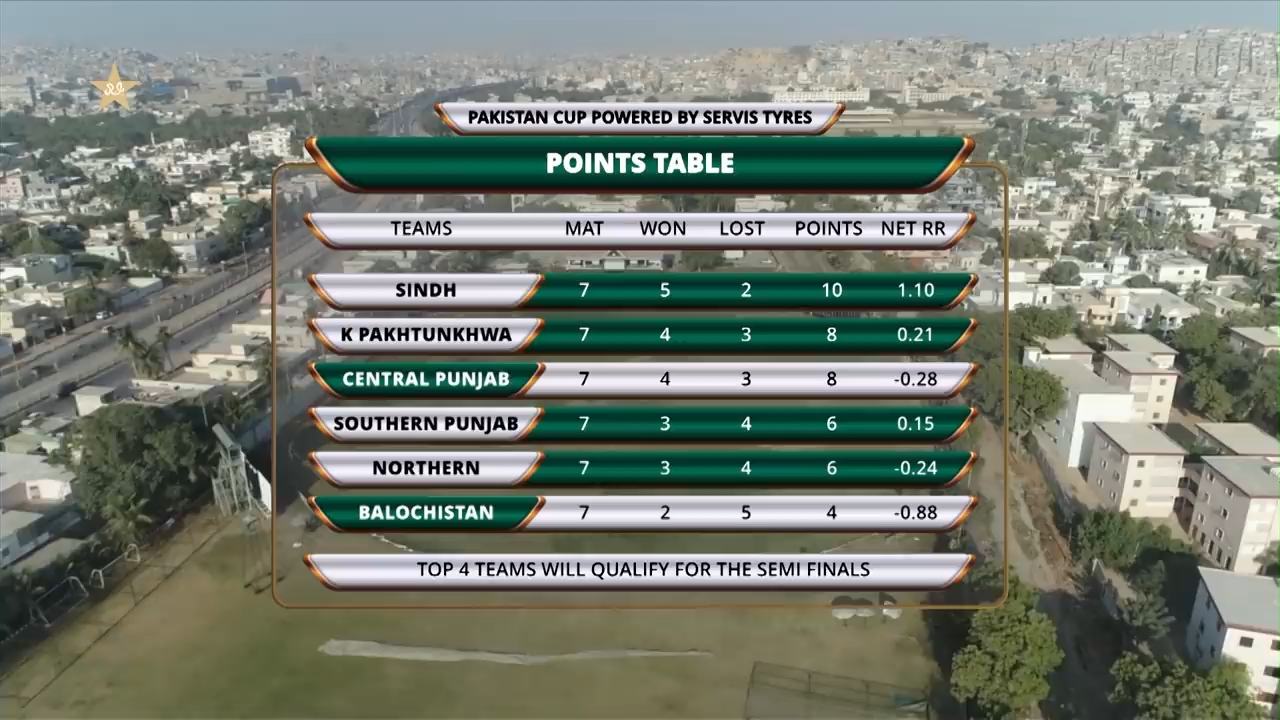 PAKISTAN CUP POWERED BY SERVIS TYRES
POINTS TABLE
TEAMS MAT WON LOST POINTS NET RR
SINDH 7 5 2 10 1.10
K PAKHTUNKHWA 7 4 3 8 0.21
CENTRAL PUNJAB 7 4 3 8 -0.28
SOUTHERN PUNJAB 7 3 4 6 0.15
NORTHERN 7 3 4 6 -0.24
BALOCHISTAN 7 2 5 4 -0.88
TOP 4 TEAMS WILL QUALIFY FOR THE SEMI FINALS